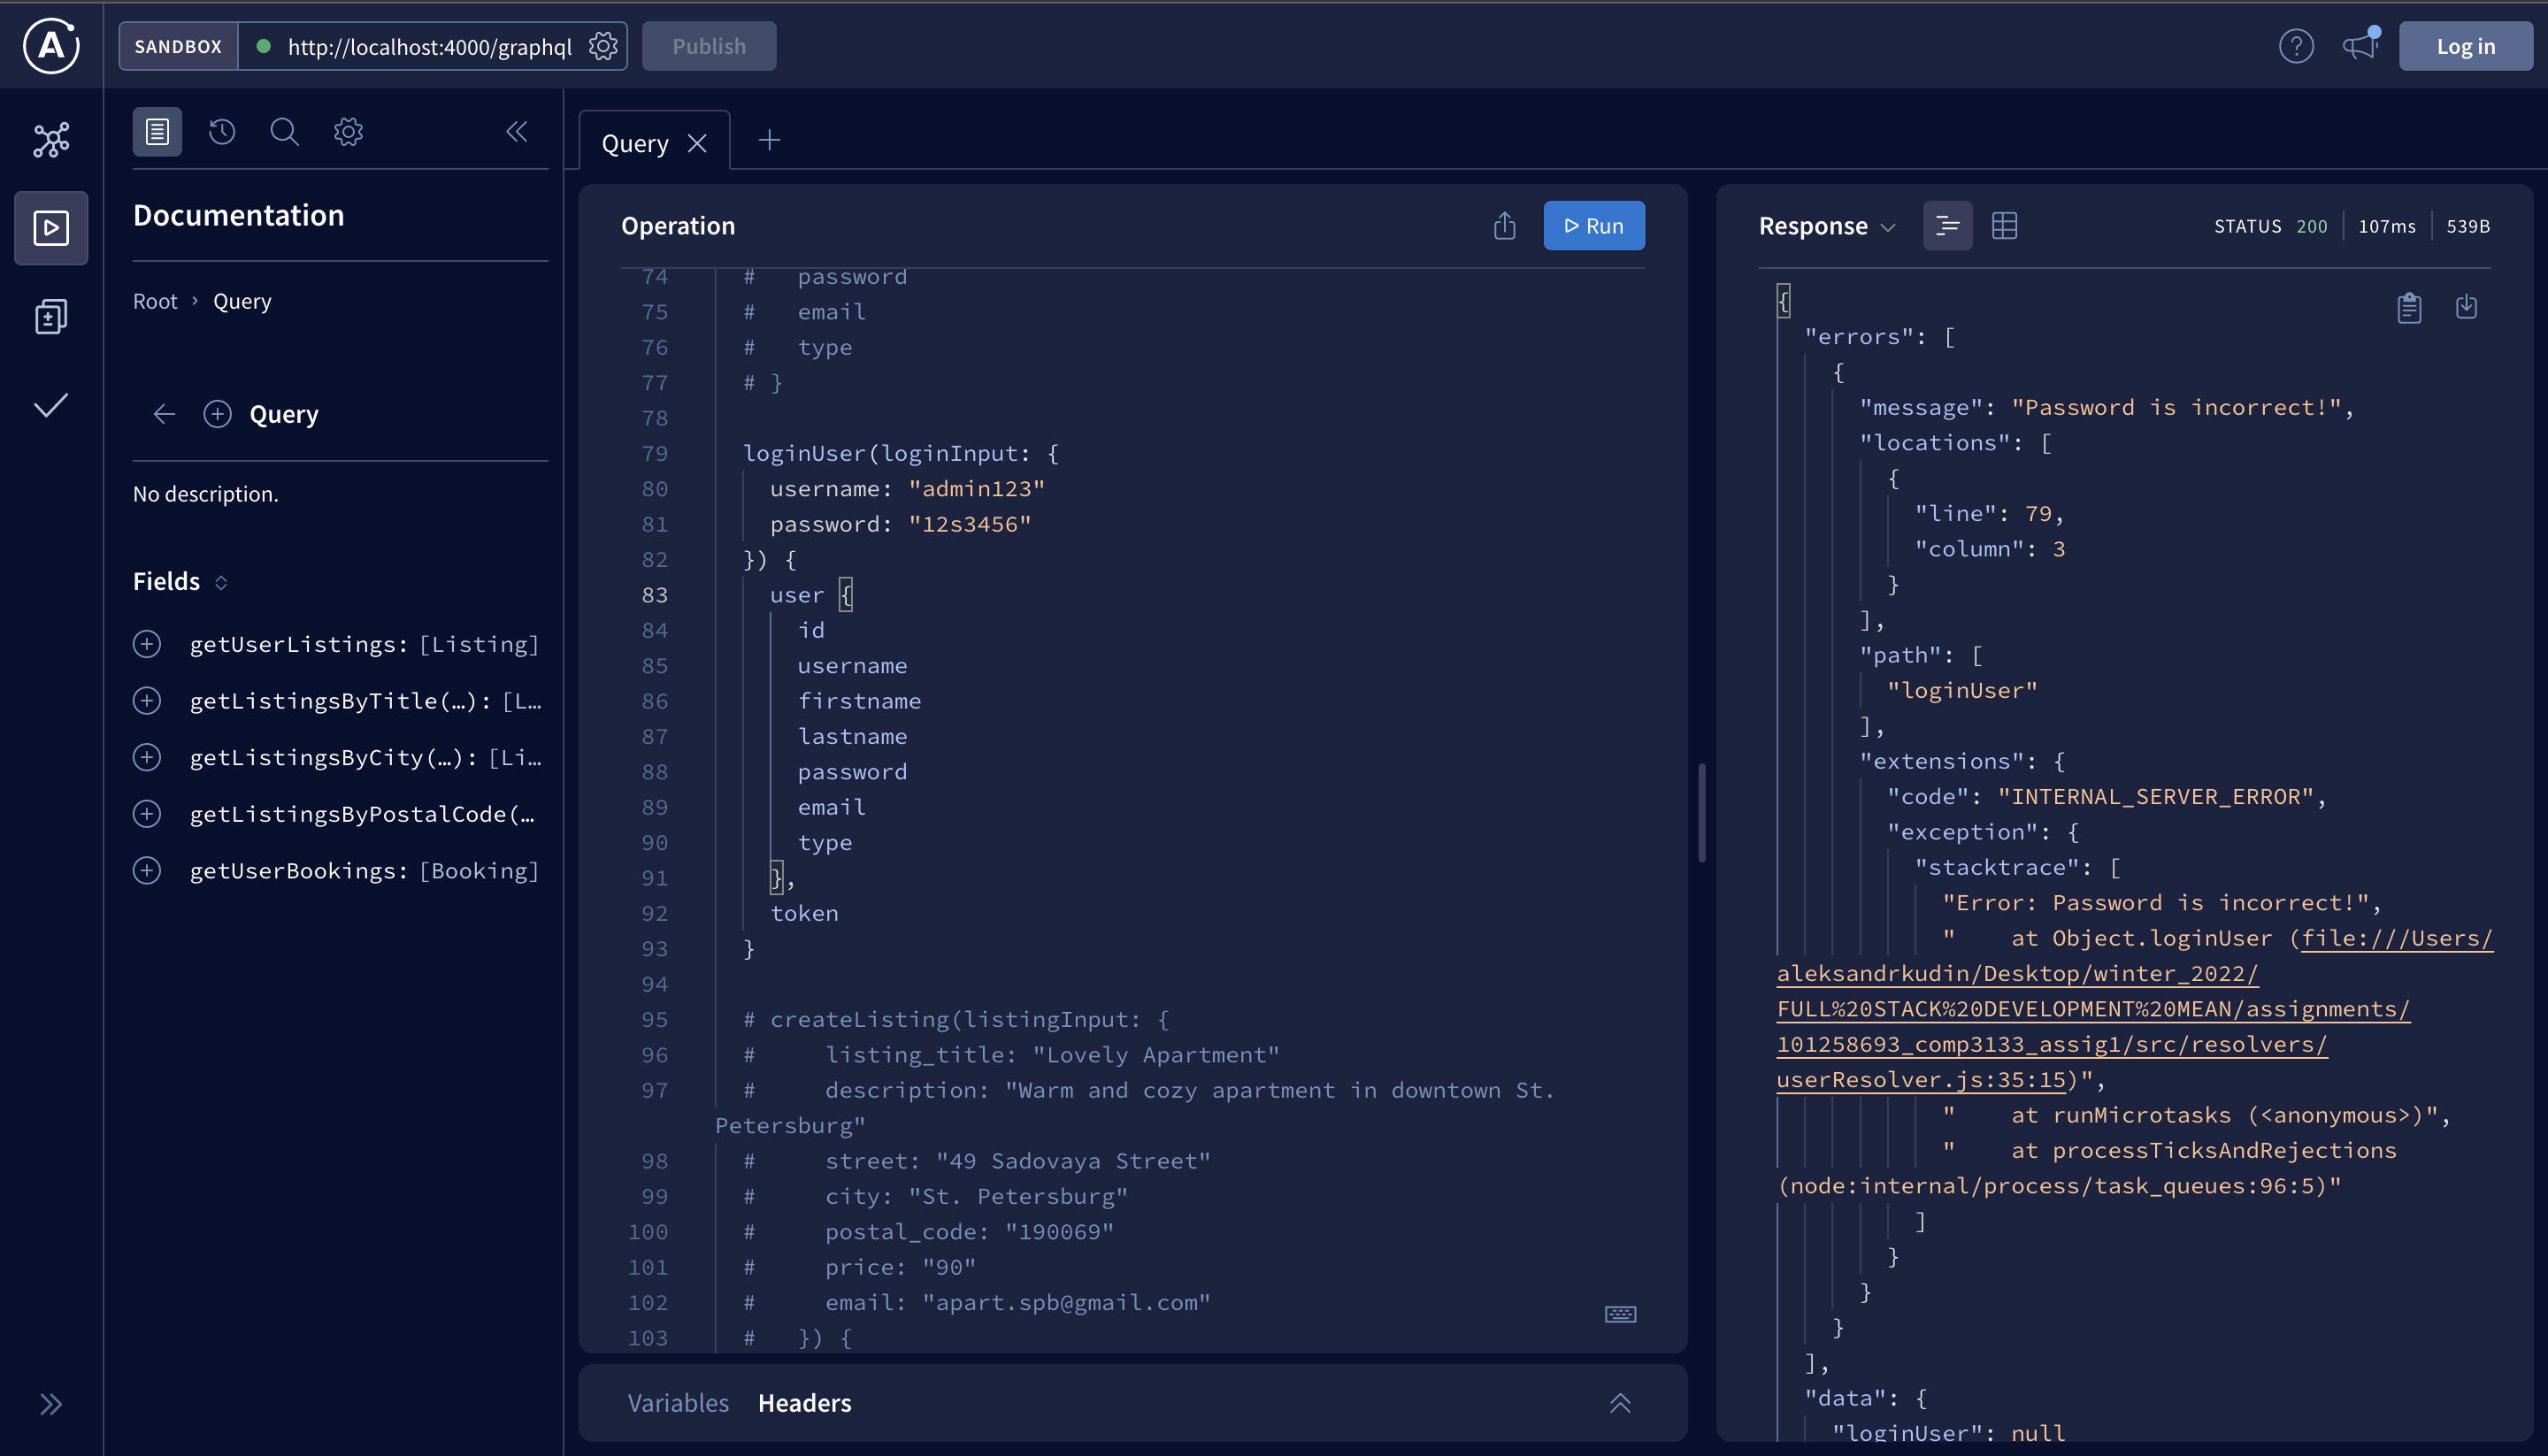 A
SANDBOX http://localhost:4000/graphql Publish ? Log in
Documentation
Root › Query
Query
No description.
Fields
getUserListings: [Listing]
getListingsByTitle(…): [L…
getListingsByCity(…): [Li…
getListingsByPostalCode(…
getUserBookings: [Booking]
Query
Operation
Run
74 #   password
75 #   email
76 #   type
77 # }
78
79 loginUser(loginInput: {
80   username: "admin123"
81   password: "12s3456"
82 }) {
83   user {
84     id
85     username
86     firstname
87     lastname
88     password
89     email
90     type
91   },
92   token
93 }
94
95 # createListing(listingInput: {
96 #     listing_title: "Lovely Apartment"
97 #     description: "Warm and cozy apartment in downtown St.
Petersburg"
98 #     street: "49 Sadovaya Street"
99 #     city: "St. Petersburg"
100 #     postal_code: "190069"
101 #     price: "90"
102 #     email: "apart.spb@gmail.com"
103 #   }) {
Variables Headers
Response STATUS 200 107ms 539B
{
"errors": [
{
"message": "Password is incorrect!",
"locations": [
{
"line": 79,
"column": 3
}
],
"path": [
"loginUser"
],
"extensions": {
"code": "INTERNAL_SERVER_ERROR",
"exception": {
"stacktrace": [
"Error: Password is incorrect!",
"    at Object.loginUser (file:///Users/
aleksandrkudin/Desktop/winter_2022/
FULL%20STACK%20DEVELOPMENT%20MEAN/assignments/
101258693_comp3133_assig1/src/resolvers/
userResolver.js:35:15)",
"    at runMicrotasks (<anonymous>)",
"    at processTicksAndRejections
(node:internal/process/task_queues:96:5)"
]
}
}
}
],
"data": {
"loginUser": null